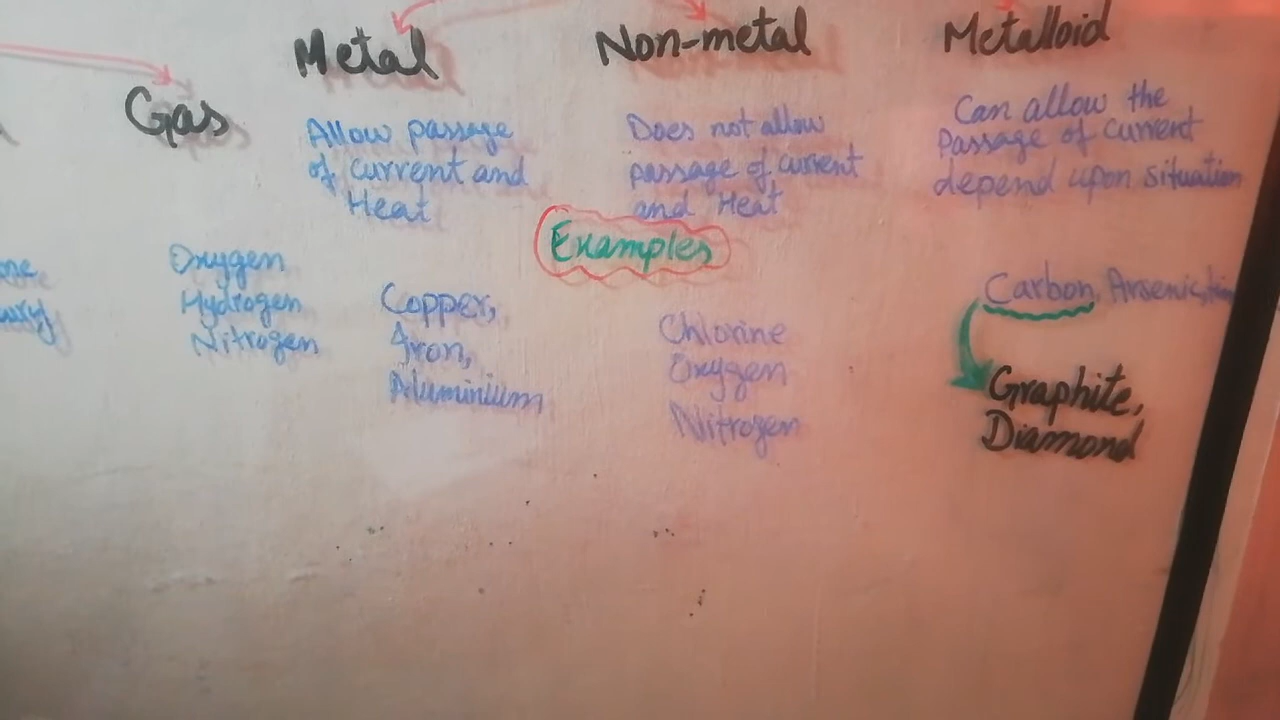 Metal
Non-metal
Metalloid
Gas
Allow passage
of current and
Heat
Does not allow
passage of current
and Heat
Can allow the
Passage of current
depend upon situation
Examples
Oxygen
Hydrogen
Nitrogen
Copper,
Iron,
Aluminium
Chlorine
Oxygen
Nitrogen
Carbon, Arsenic,
Graphite,
Diamond